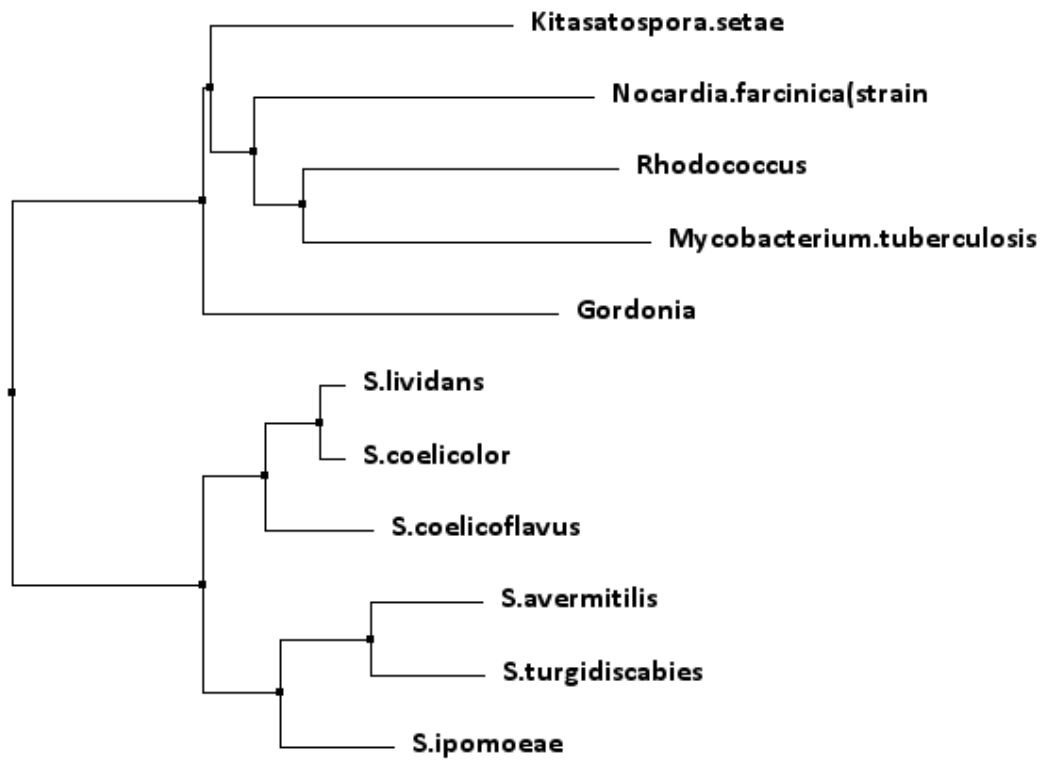 Kitasatospora.setae
Nocardia.farcinica(strain
Rhodococcus
Mycobacterium.tuberculosis
Gordonia
S.lividans
S.coelicolor
S.coelicoflavus
S.avermitilis
S.turgidiscabies
S.ipomoeae